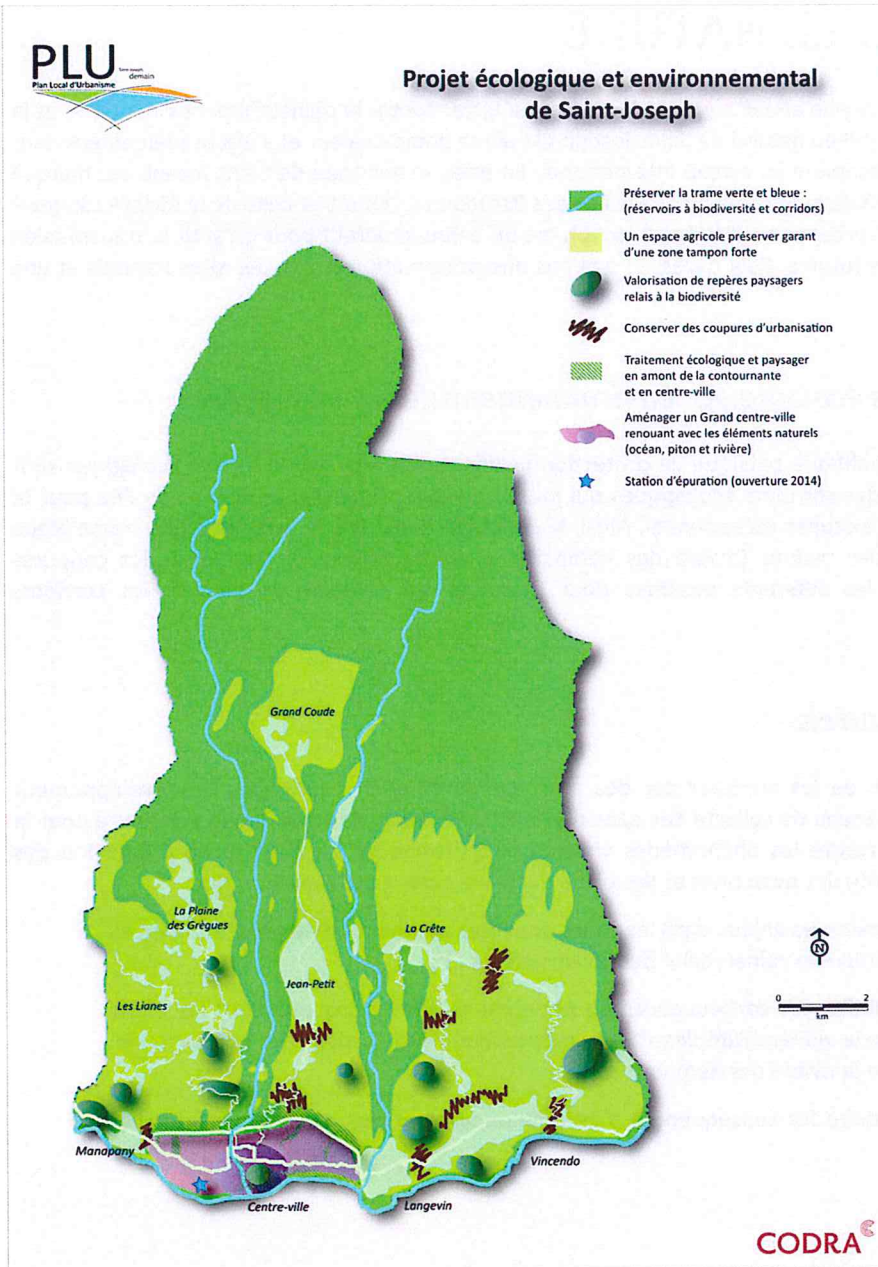 PLU
Saint-Joseph, demain
Plan Local d'Urbanisme
Projet écologique et environnemental
de Saint-Joseph
Préserver la trame verte et bleue :
(réservoirs à biodiversité et corridors)
Un espace agricole préserver garant
d'une zone tampon forte
Valorisation de repères paysagers
relais à la biodiversité
Conserver des coupures d'urbanisation
Traitement écologique et paysager
en amont de la contournante
et en centre-ville
Aménager un Grand centre-ville
renouant avec les éléments naturels
(océan, piton et rivière)
Station d'épuration (ouverture 2014)
Grand Coude
La Plaine
des Grègues
La Crête
Jean-Petit
Les Lianes
N
0 2
km
Manapany
Vincendo
Centre-ville
Langevin
CODRA